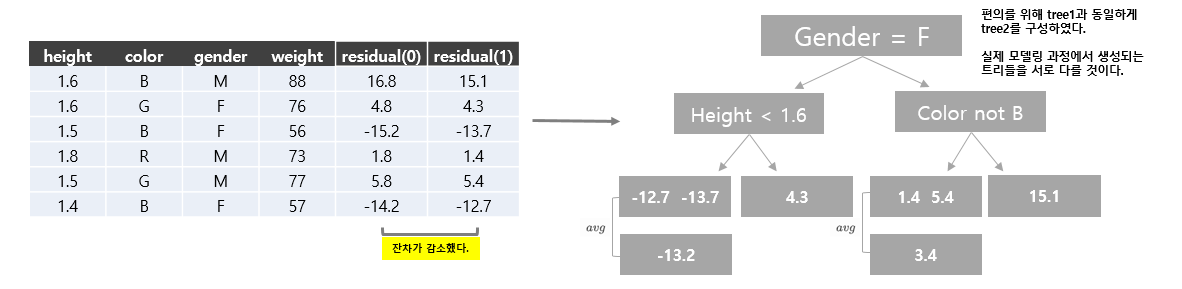 height color gender weight residual(0) residual(1)
1.6 B M 88 16.8 15.1
1.6 G F 76 4.8 4.3
1.5 B F 56 -15.2 -13.7
1.8 R M 73 1.8 1.4
1.5 G M 77 5.8 5.4
1.4 B F 57 -14.2 -12.7
잔차가 감소했다.
Gender = F
편의를 위해 tree1과 동일하게
tree2를 구성하였다.
실제 모델링 과정에서 생성되는
트리들을 서로 다를 것이다.
Height < 1.6
Color not B
-12.7 -13.7
4.3
1.4 5.4
15.1
avg
-13.2
avg
3.4